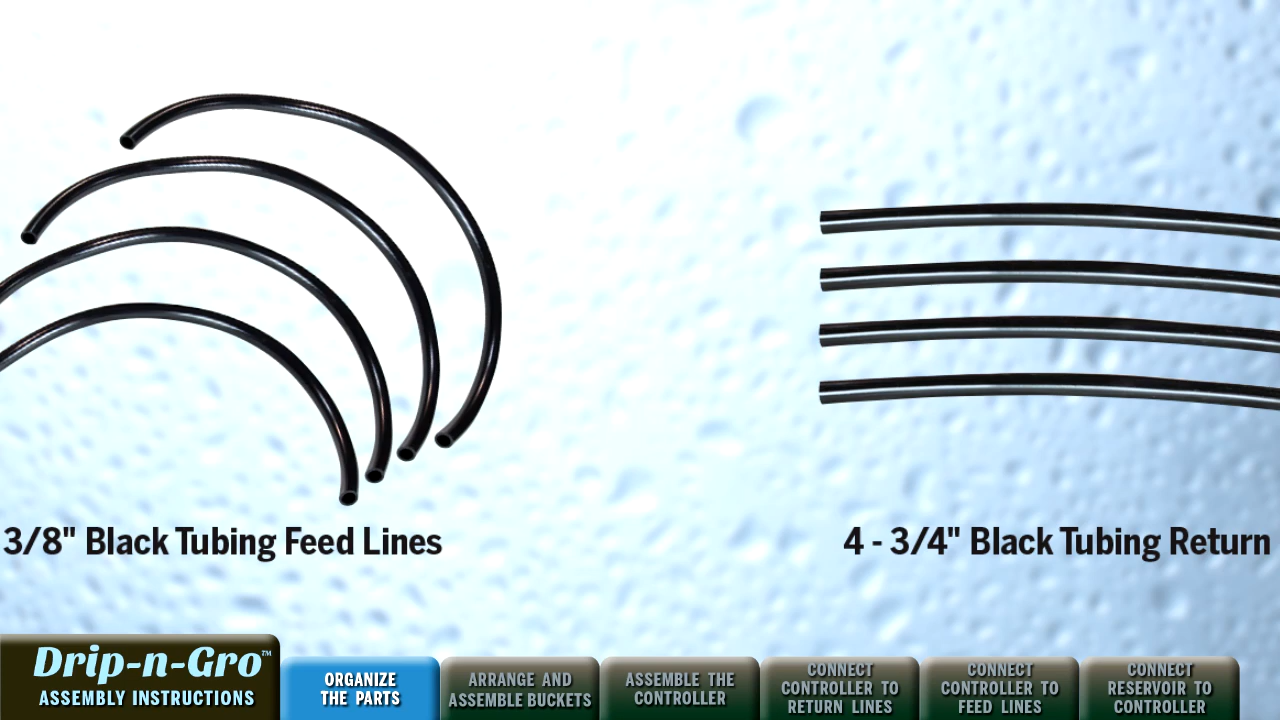 3/8" Black Tubing Feed Lines
4 - 3/4" Black Tubing Return
Drip-n-Gro™
ASSEMBLY INSTRUCTIONS
ORGANIZE
THE PARTS
ARRANGE AND
ASSEMBLE BUCKETS
ASSEMBLE THE
CONTROLLER
CONNECT
CONTROLLER TO
RETURN LINES
CONNECT
CONTROLLER TO
FEED LINES
CONNECT
RESERVOIR TO
CONTROLLER